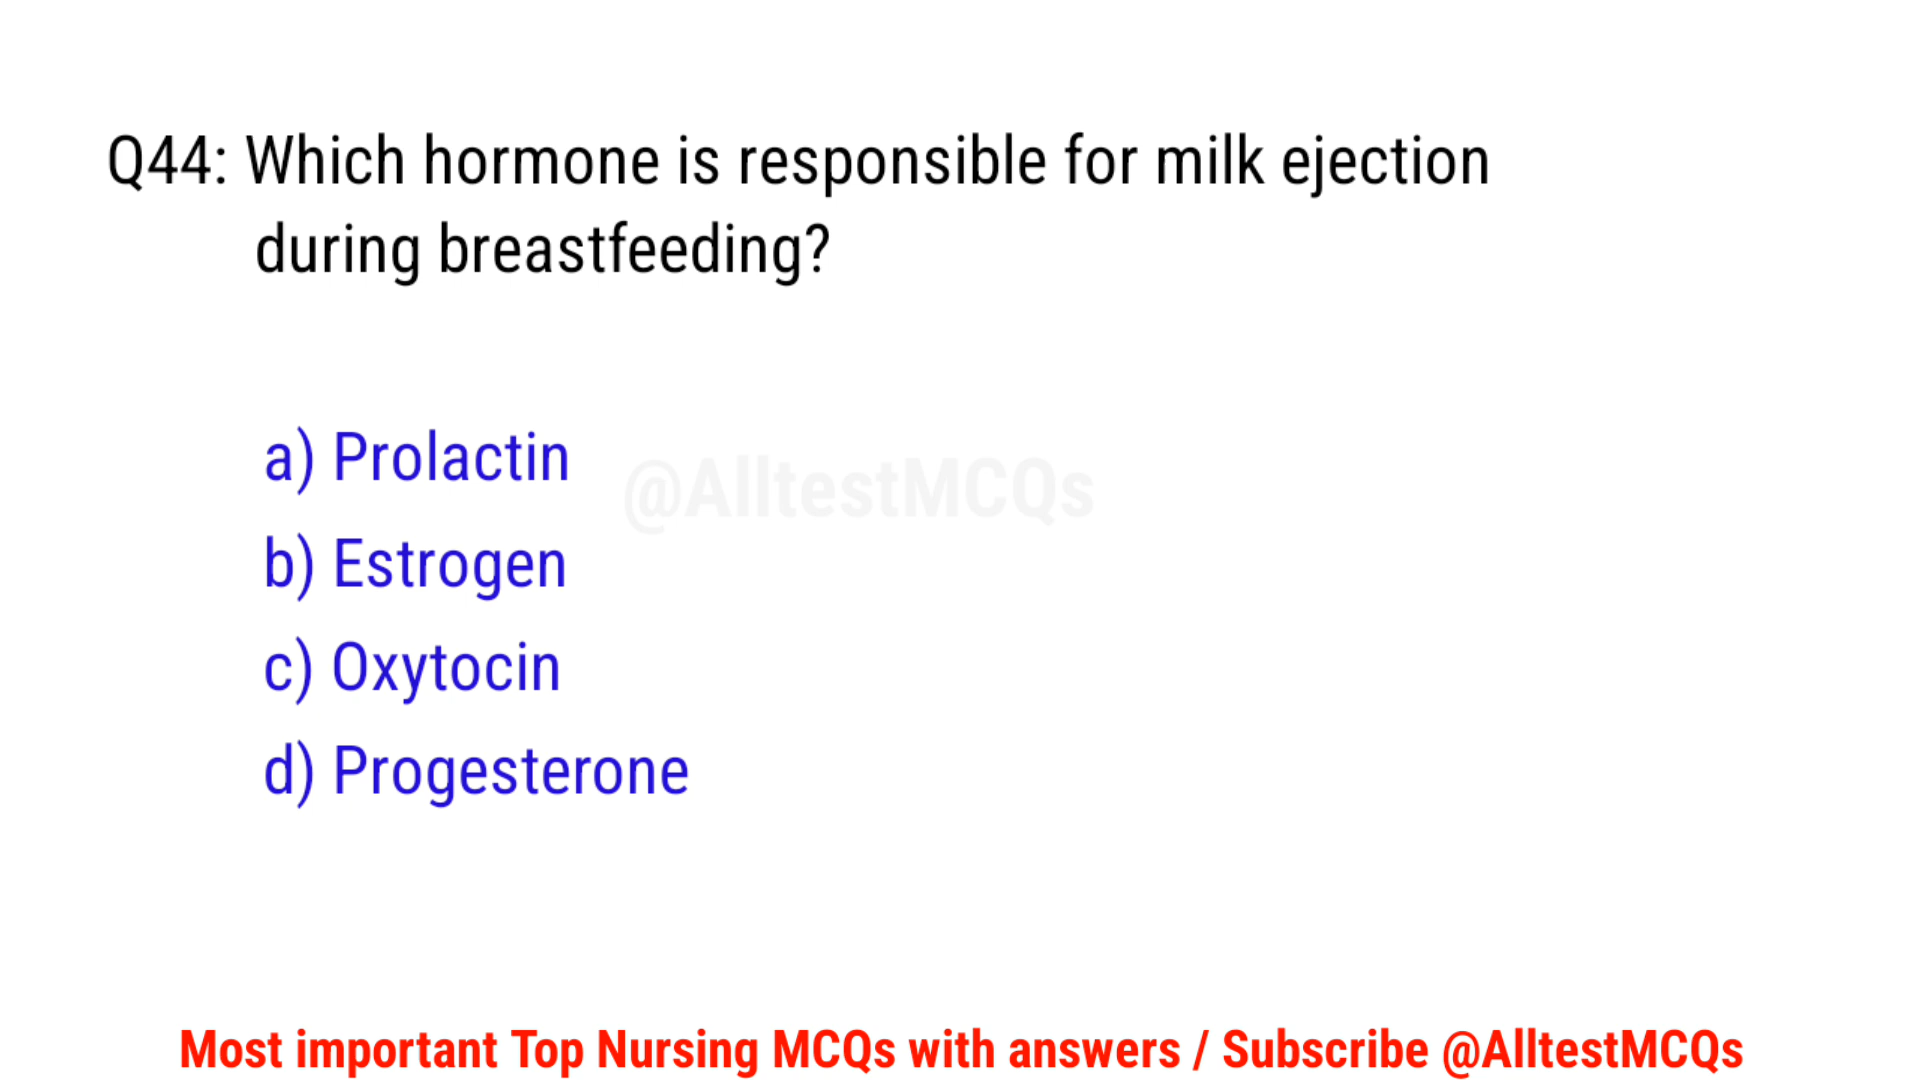 Q44: Which hormone is responsible for milk ejection
during breastfeeding?
a) Prolactin
@AlltestMCQs
b) Estrogen
c) Oxytocin
d) Progesterone
Most important Top Nursing MCQs with answers / Subscribe @AlltestMCQs